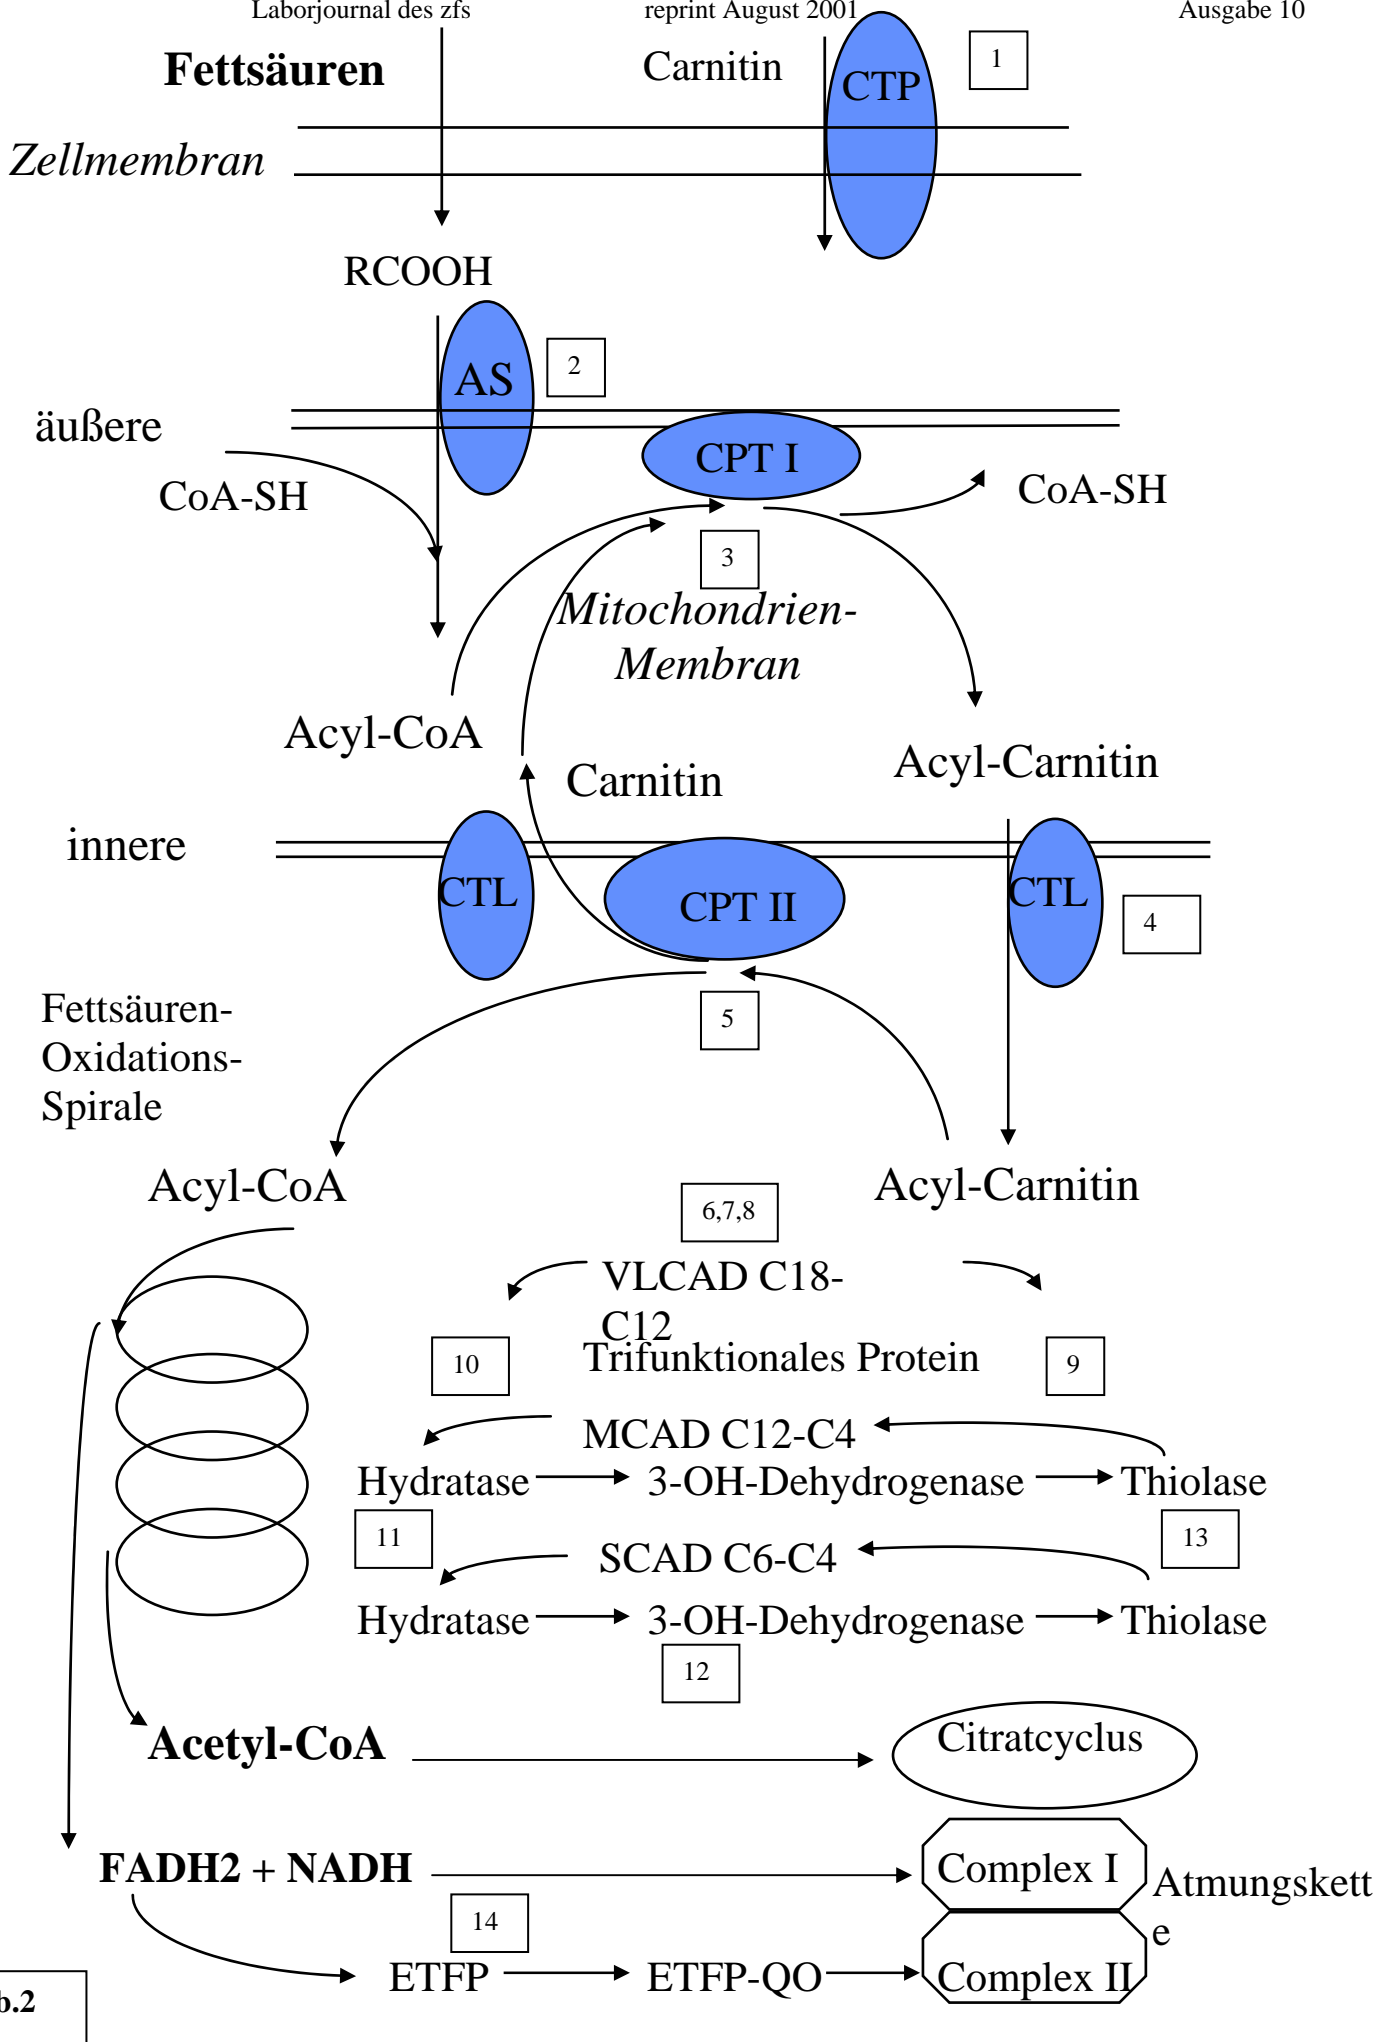 Laborjournal des zfs reprint August 2001 Ausgabe 10
Fettsäuren Carnitin CTP 1
Zellmembran
RCOOH
AS 2
äußere
CPT I
CoA-SH CoA-SH
3
Mitochondrien-
Membran
Acyl-CoA
Carnitin Acyl-Carnitin
innere
CTL CPT II CTL 4
Fettsäuren-
Oxidations-
Spirale
5
Acyl-CoA Acyl-Carnitin
6,7,8
VLCAD C18-
C12
10 Trifunktionales Protein 9
MCAD C12-C4
Hydratase 3-OH-Dehydrogenase Thiolase
11 13
SCAD C6-C4
Hydratase 3-OH-Dehydrogenase Thiolase
12
Acetyl-CoA Citratcyclus
FADH2 + NADH Complex I Atmungskett
e
14
ETFP ETFP-QO Complex II
b.2